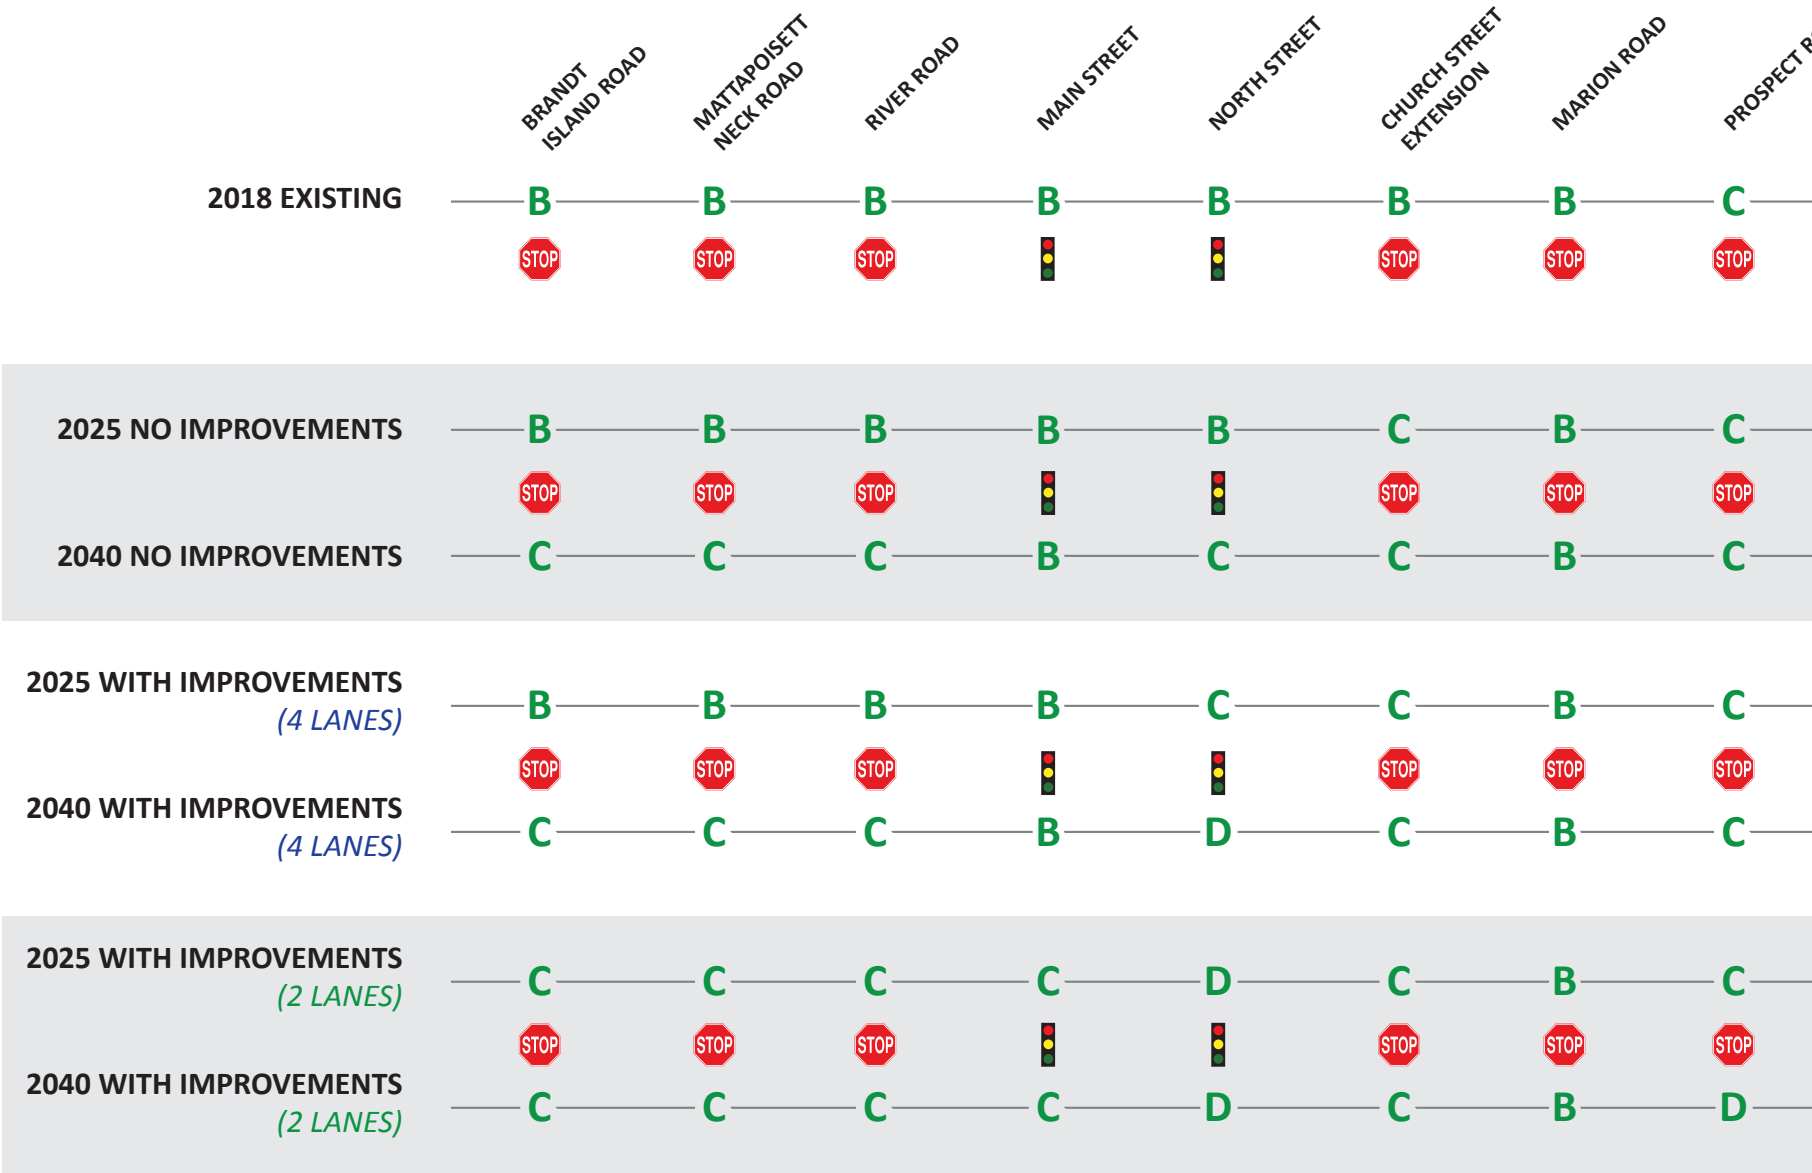 BRANDT
ISLAND ROAD
MATTAPOISETT
NECK ROAD
RIVER ROAD
MAIN STREET
NORTH STREET
CHURCH STREET
EXTENSION
MARION ROAD
PROSPECT
2018 EXISTING
B B B B B B B C
STOP STOP STOP STOP STOP STOP
2025 NO IMPROVEMENTS
B B B B B C B C
STOP STOP STOP STOP STOP STOP
2040 NO IMPROVEMENTS
C C C B C C B C
2025 WITH IMPROVEMENTS
(4 LANES)
B B B B C C B C
STOP STOP STOP STOP STOP STOP
2040 WITH IMPROVEMENTS
(4 LANES)
C C C B D C B C
2025 WITH IMPROVEMENTS
(2 LANES)
C C C C D C B C
STOP STOP STOP STOP STOP STOP
2040 WITH IMPROVEMENTS
(2 LANES)
C C C C D C B D